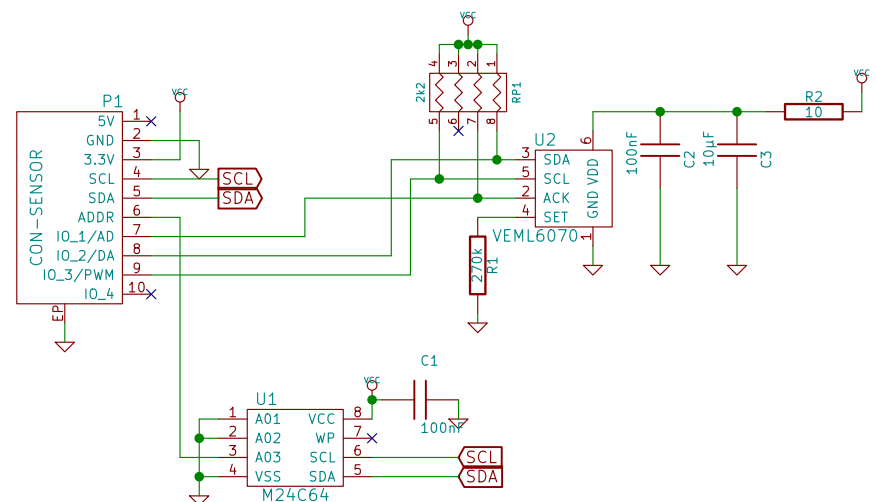 VCC
4
3
2
1
2k2
RP1
5
6
7
8
VCC
R2
10
VCC
P1
CON-SENSOR
5V 1
GND 2
3.3V 3
SCL 4
SDA 5
ADDR 6
IO_1/AD 7
IO_2/DA 8
IO_3/PWM 9
IO_4 10
EP
SCL
SDA
U2
3 SDA
5 SCL
2 ACK
4 SET
6
VDD
GND
1
VEML6070
270k
R1
100nF
C2
10µF
C3
VCC
C1
100nF
U1
1 A01 VCC 8
2 A02 WP 7
3 A03 SCL 6
4 VSS SDA 5
M24C64
SCL
SDA